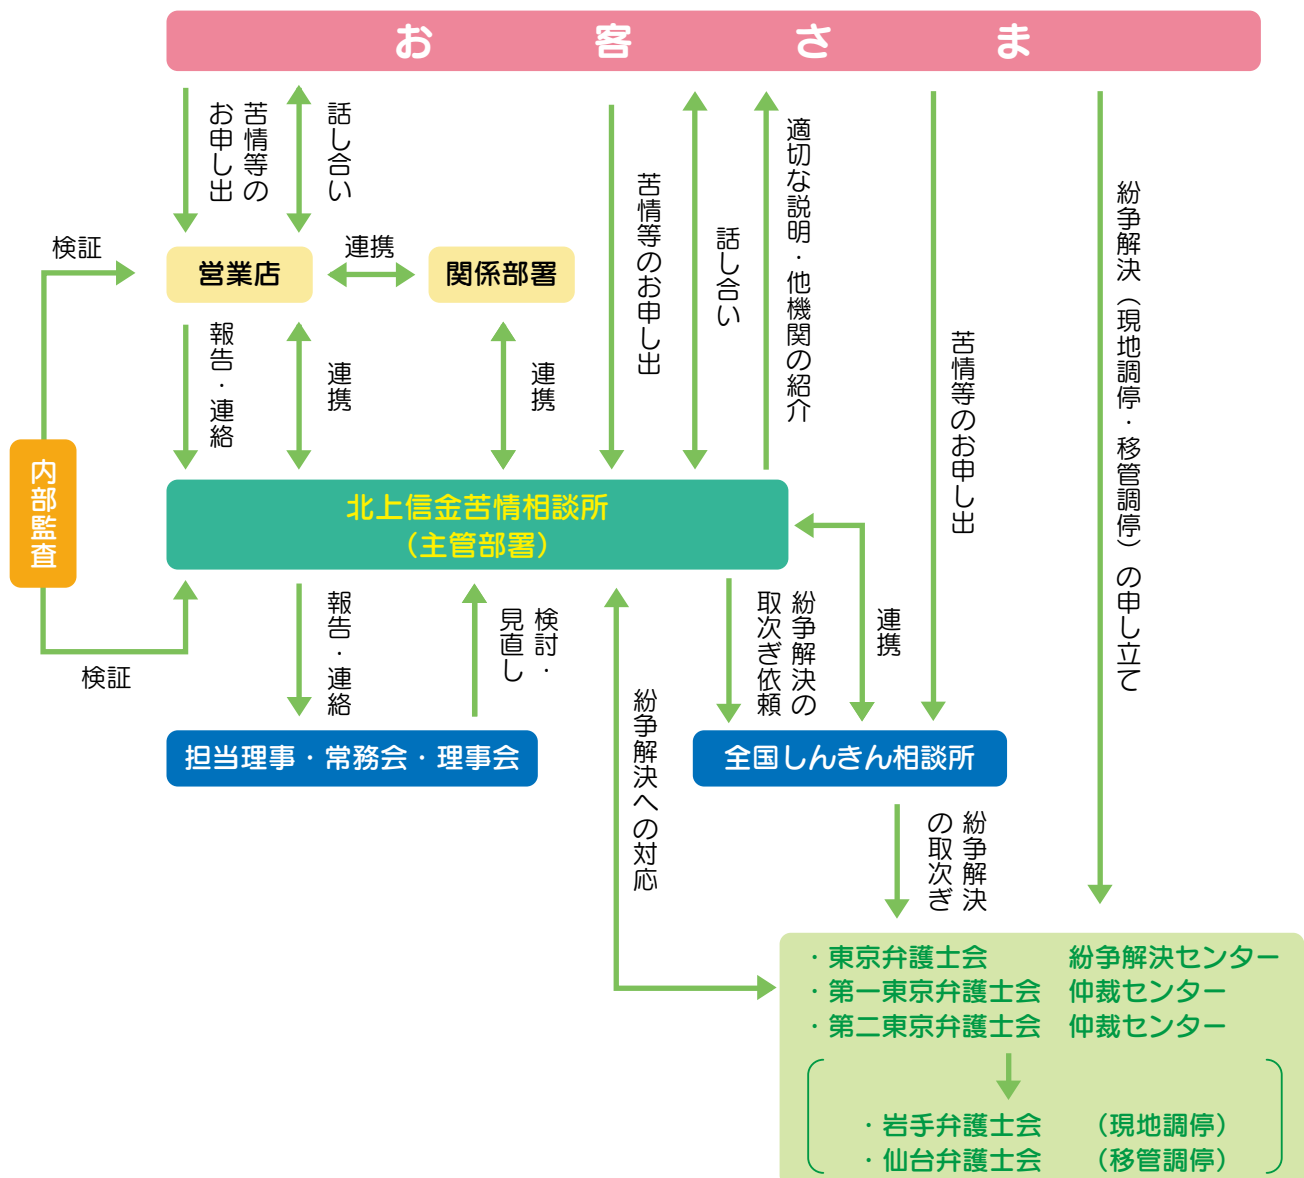 お客さま
苦情等の
お申し出
話し合い
苦情等のお申し出
話し合い
適切な説明・他機関の紹介
苦情等のお申し出
紛争解決（現地調停・移管調停）の申し立て
検証
営業店
連携
関係部署
報告・連絡
連携
連携
内部監査
北上信金苦情相談所
（主管部署）
検証
報告・連絡
検討・
見直し
紛争解決への対応
紛争解決の
取次ぎ依頼
連携
担当理事・常務会・理事会
全国しんきん相談所
紛争解決
の取次ぎ
・東京弁護士会　紛争解決センター
・第一東京弁護士会　仲裁センター
・第二東京弁護士会　仲裁センター
・岩手弁護士会　（現地調停）
・仙台弁護士会　（移管調停）